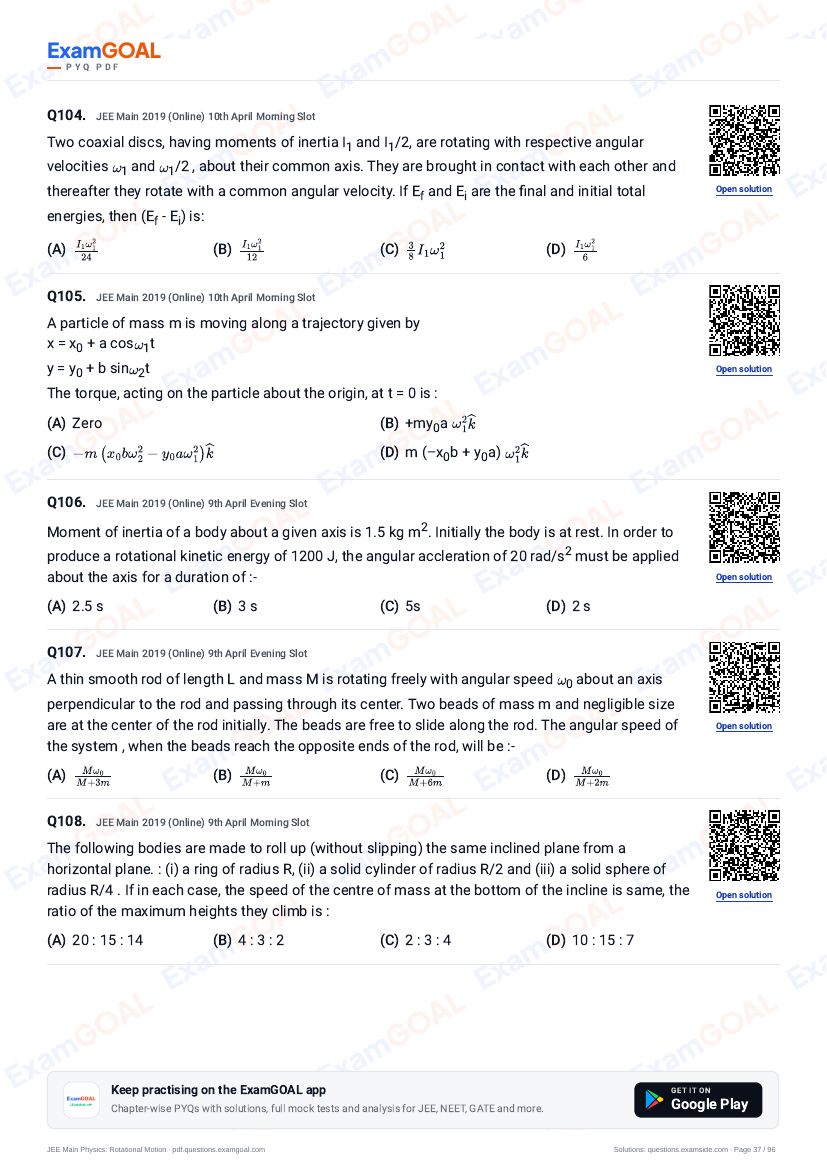 ExamGOAL
PYQ PDF
Q104. JEE Main 2019 (Online) 10th April Morning Slot
Two coaxial discs, having moments of inertia I₁ and I₁/2, are rotating with respective angular
velocities ω₁ and ω₁/2 , about their common axis. They are brought in contact with each other and
thereafter they rotate with a common angular velocity. If E_f and E_i are the final and initial total
energies, then (E_f - E_i) is:
(A) I₁ω₁²/24 (B) I₁ω₁²/12 (C) 3/8 I₁ω₁² (D) I₁ω₁²/6
Open solution
Q105. JEE Main 2019 (Online) 10th April Morning Slot
A particle of mass m is moving along a trajectory given by
x = x₀ + a cosω₁t
y = y₀ + b sinω₂t
The torque, acting on the particle about the origin, at t = 0 is :
(A) Zero (B) +my₀a ω₁²k̂
(C) −m (x₀bω₂² − y₀aω₁²)k̂ (D) m (−x₀b + y₀a) ω₁²k̂
Open solution
Q106. JEE Main 2019 (Online) 9th April Evening Slot
Moment of inertia of a body about a given axis is 1.5 kg m². Initially the body is at rest. In order to
produce a rotational kinetic energy of 1200 J, the angular accleration of 20 rad/s² must be applied
about the axis for a duration of :-
(A) 2.5 s (B) 3 s (C) 5s (D) 2 s
Open solution
Q107. JEE Main 2019 (Online) 9th April Evening Slot
A thin smooth rod of length L and mass M is rotating freely with angular speed ω₀ about an axis
perpendicular to the rod and passing through its center. Two beads of mass m and negligible size
are at the center of the rod initially. The beads are free to slide along the rod. The angular speed of
the system , when the beads reach the opposite ends of the rod, will be :-
(A) Mω₀/M+3m (B) Mω₀/M+m (C) Mω₀/M+6m (D) Mω₀/M+2m
Open solution
Q108. JEE Main 2019 (Online) 9th April Morning Slot
The following bodies are made to roll up (without slipping) the same inclined plane from a
horizontal plane. : (i) a ring of radius R, (ii) a solid cylinder of radius R/2 and (iii) a solid sphere of
radius R/4 . If in each case, the speed of the centre of mass at the bottom of the incline is same, the
ratio of the maximum heights they climb is :
(A) 20 : 15 : 14 (B) 4 : 3 : 2 (C) 2 : 3 : 4 (D) 10 : 15 : 7
Open solution
ExamGOAL
Keep practising on the ExamGOAL app
Chapter-wise PYQs with solutions, full mock tests and analysis for JEE, NEET, GATE and more.
GET IT ON
Google Play
JEE Main Physics: Rotational Motion · pdf.questions.examgoal.com
Solutions: questions.examside.com · Page 37 / 96